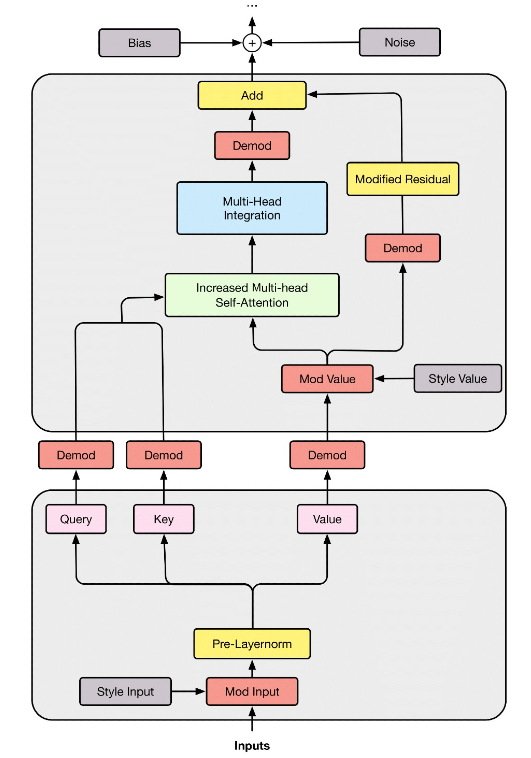 ...
Bias
+
Noise
Add
Demod
Multi-Head
Integration
Modified Residual
Demod
Increased Multi-head
Self-Attention
Mod Value
Style Value
Demod
Demod
Demod
Query
Key
Value
Pre-Layernorm
Style Input
Mod Input
Inputs